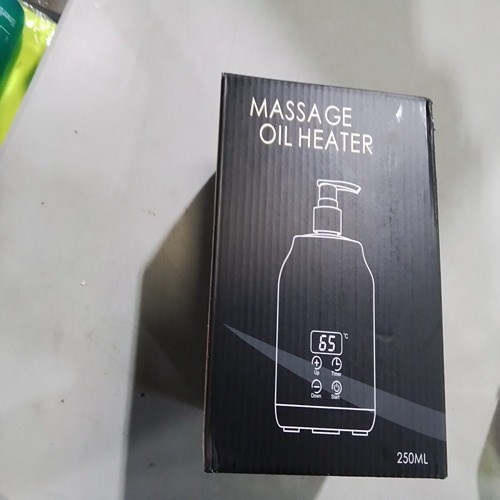 MASSAGE
OIL HEATER
65 °C
Up Timer
Down Start
250ML